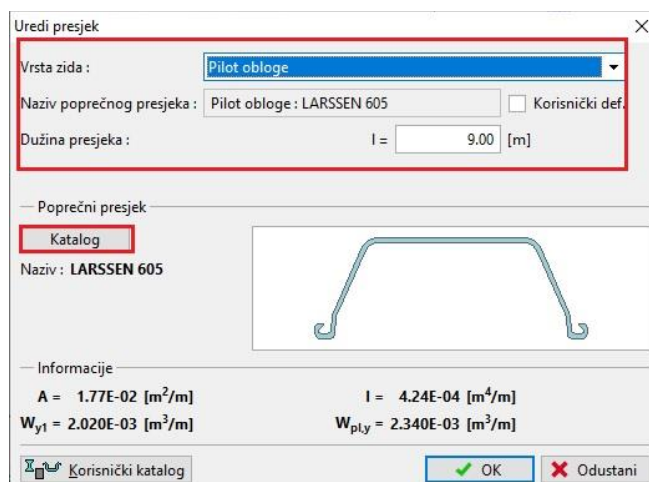 Uredi presjek
Vrsta zida : Pilot obloge
Naziv poprečnog presjeka : Pilot obloge : LARSSEN 605 Korisnički def.
Dužina presjeka : l = 9.00 [m]
Poprečni presjek
Katalog
Naziv : LARSSEN 605
Informacije
A = 1.77E-02 [m²/m] I = 4.24E-04 [m⁴/m]
Wy1 = 2.020E-03 [m³/m] Wpl,y = 2.340E-03 [m³/m]
Korisnički katalog OK Odustani